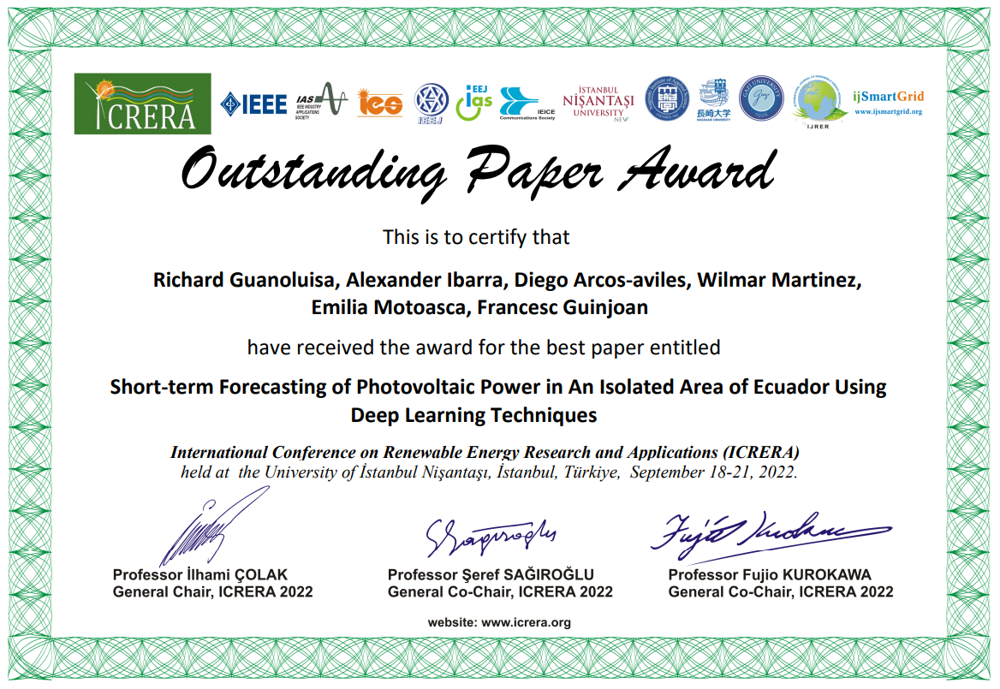 İCRERA
IEEE
IAS
IEEE INDUSTRY
APPLICATIONS
SOCIETY
ies
IEEJ
IEEJ
ias
IEICE
Communications Society
İSTANBUL
NİŞANTAŞI
UNIVERSITY
NEW
長崎大学
NAGASAKI UNIVERSITY
GAZI UNIVERSITY
1926
IJRER
ijSmartGrid
www.ijsmartgrid.org
Outstanding Paper Award
This is to certify that
Richard Guanoluisa, Alexander Ibarra, Diego Arcos-aviles, Wilmar Martinez,
Emilia Motoasca, Francesc Guinjoan
have received the award for the best paper entitled
Short-term Forecasting of Photovoltaic Power in An Isolated Area of Ecuador Using
Deep Learning Techniques
International Conference on Renewable Energy Research and Applications (ICRERA)
held at the University of İstanbul Nişantaşı, İstanbul, Türkiye, September 18-21, 2022.
Professor İlhami ÇOLAK
General Chair, ICRERA 2022
Professor Şeref SAĞIROĞLU
General Co-Chair, ICRERA 2022
Professor Fujio KUROKAWA
General Co-Chair, ICRERA 2022
website: www.icrera.org